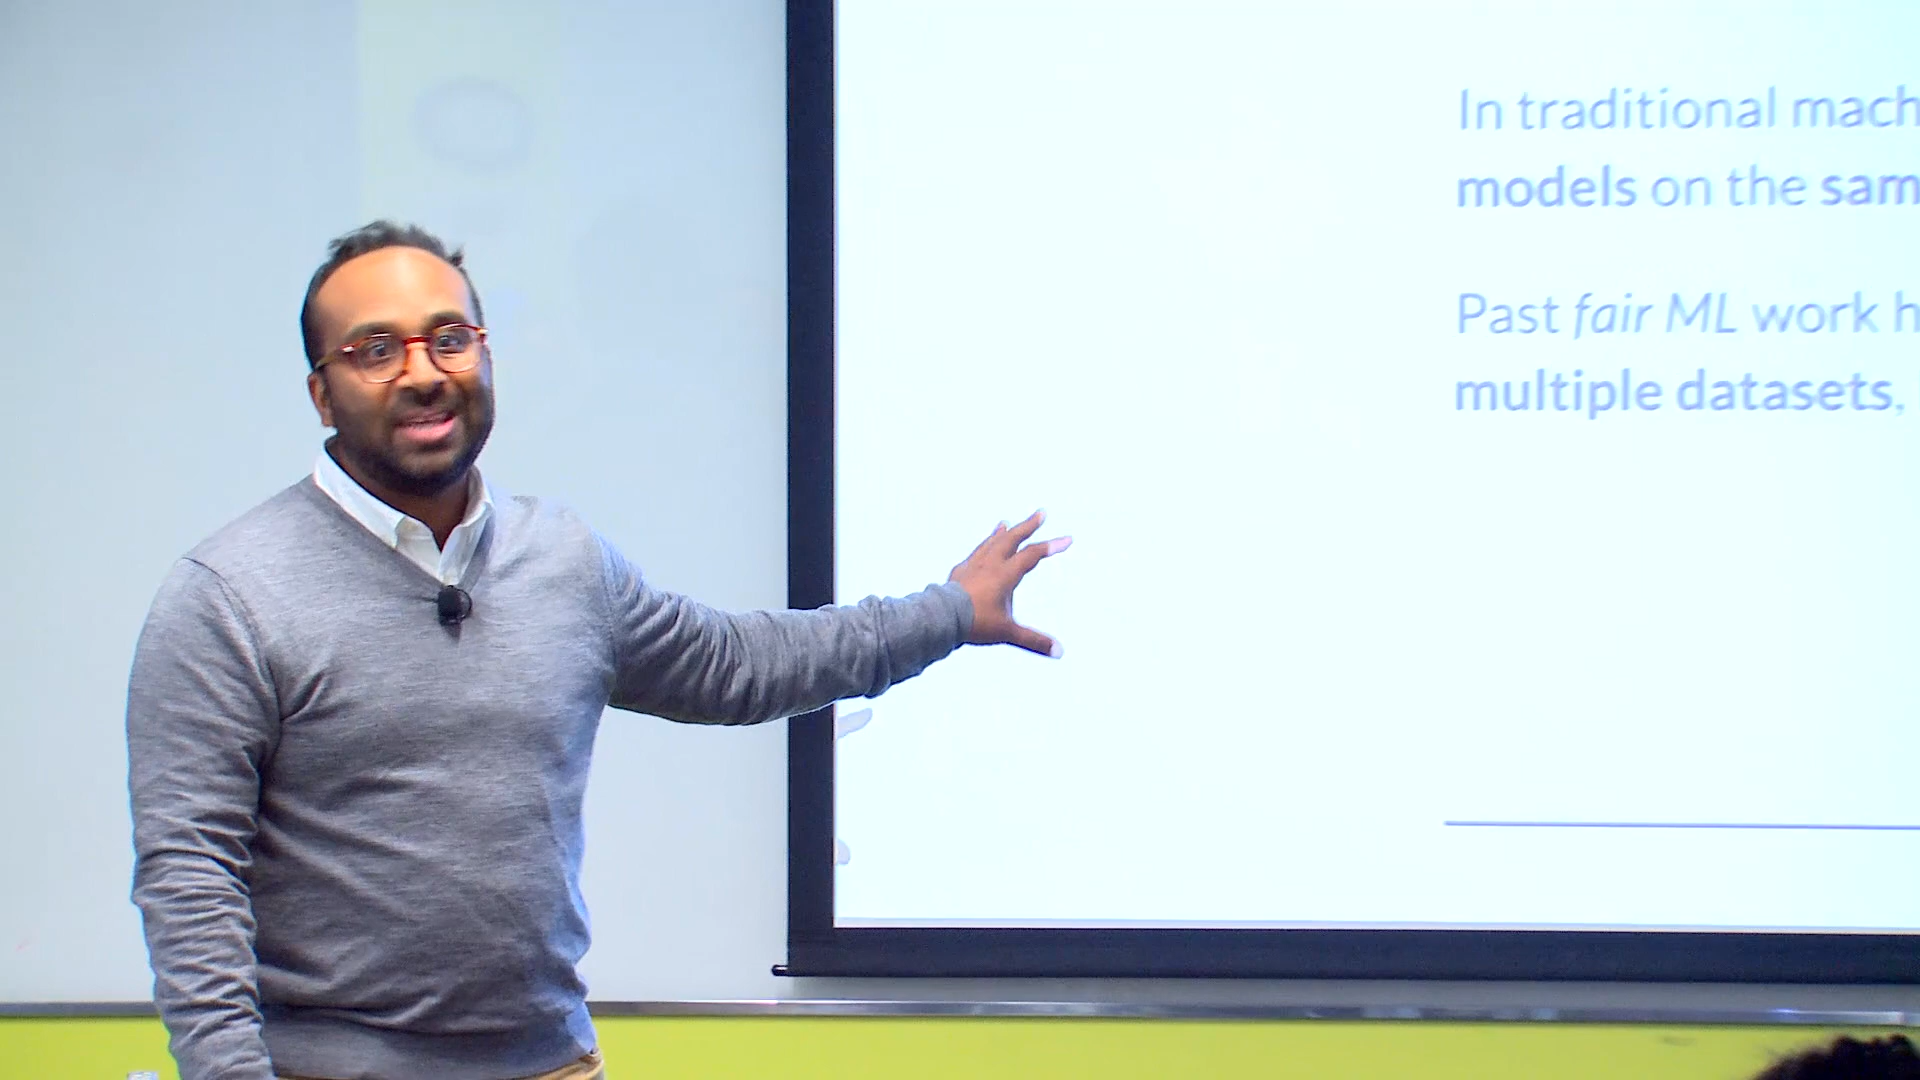 In traditional mach
models on the sam
Past fair ML work h
multiple datasets,